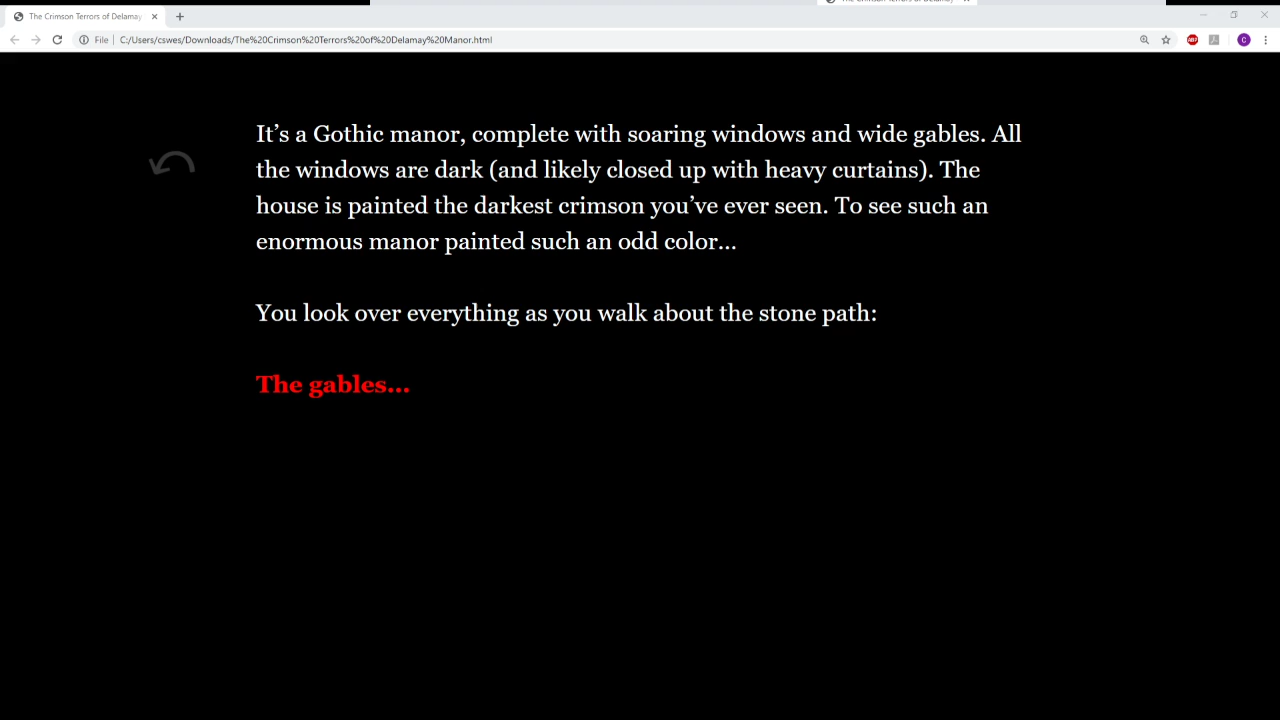 The Crimson Terrors of Delamay
File
C:/Users/cswes/Downloads/The%20Crimson%20Terrors%20of%20Delamay%20Manor.html
ABP
C
It’s a Gothic manor, complete with soaring windows and wide gables. All
the windows are dark (and likely closed up with heavy curtains). The
house is painted the darkest crimson you’ve ever seen. To see such an
enormous manor painted such an odd color...
You look over everything as you walk about the stone path:
The gables...